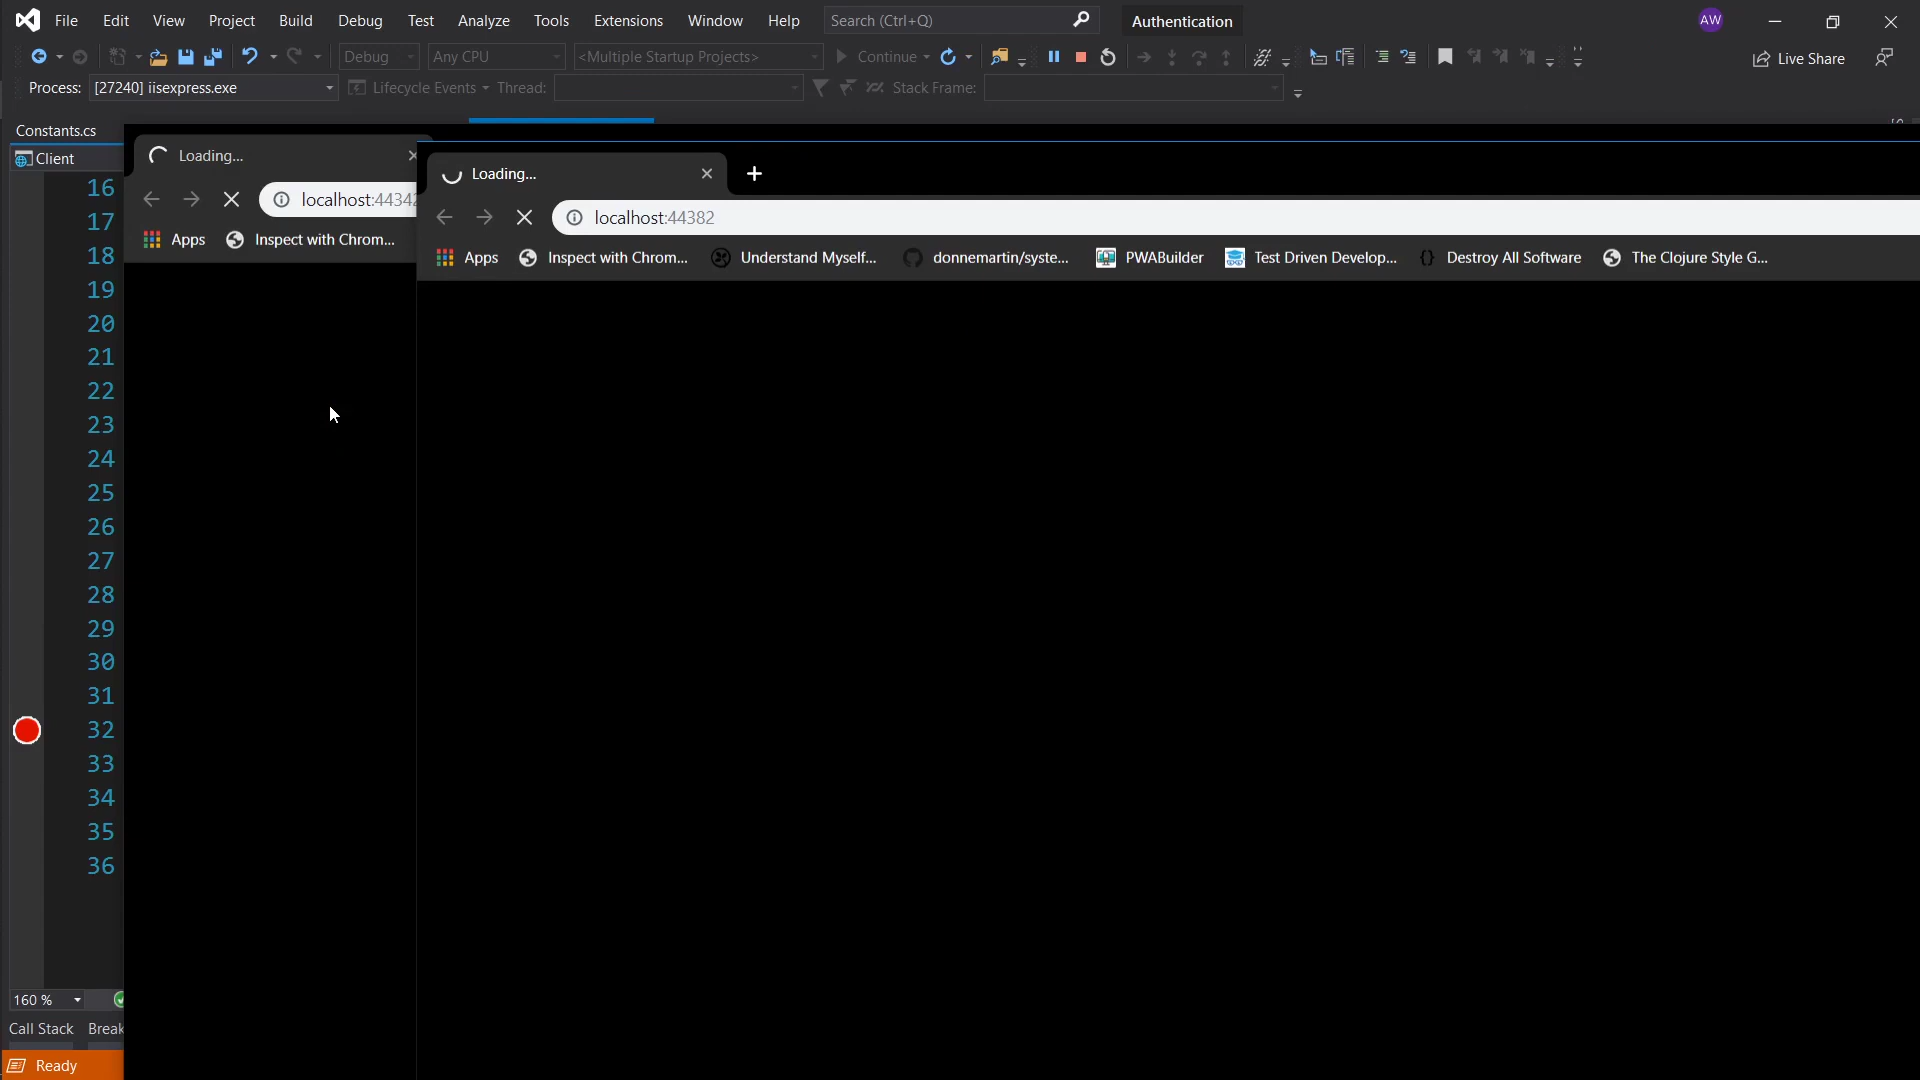 File Edit View Project Build Debug Test Analyze Tools Extensions Window Help Search (Ctrl+Q) Authentication AW
Debug Any CPU <Multiple Startup Projects> Continue Live Share
Process: [27240] iisexpress.exe Lifecycle Events Thread: Stack Frame:
Constants.cs
Client
Loading...
localhost:44342
Apps Inspect with Chrom...
Loading...
localhost:44382
Apps Inspect with Chrom... Understand Myself... donnemartin/syste... PWABuilder Test Driven Develop... Destroy All Software The Clojure Style G...
16
17
18
19
20
21
22
23
24
25
26
27
28
29
30
31
32
33
34
35
36
160 %
Call Stack Break
Ready